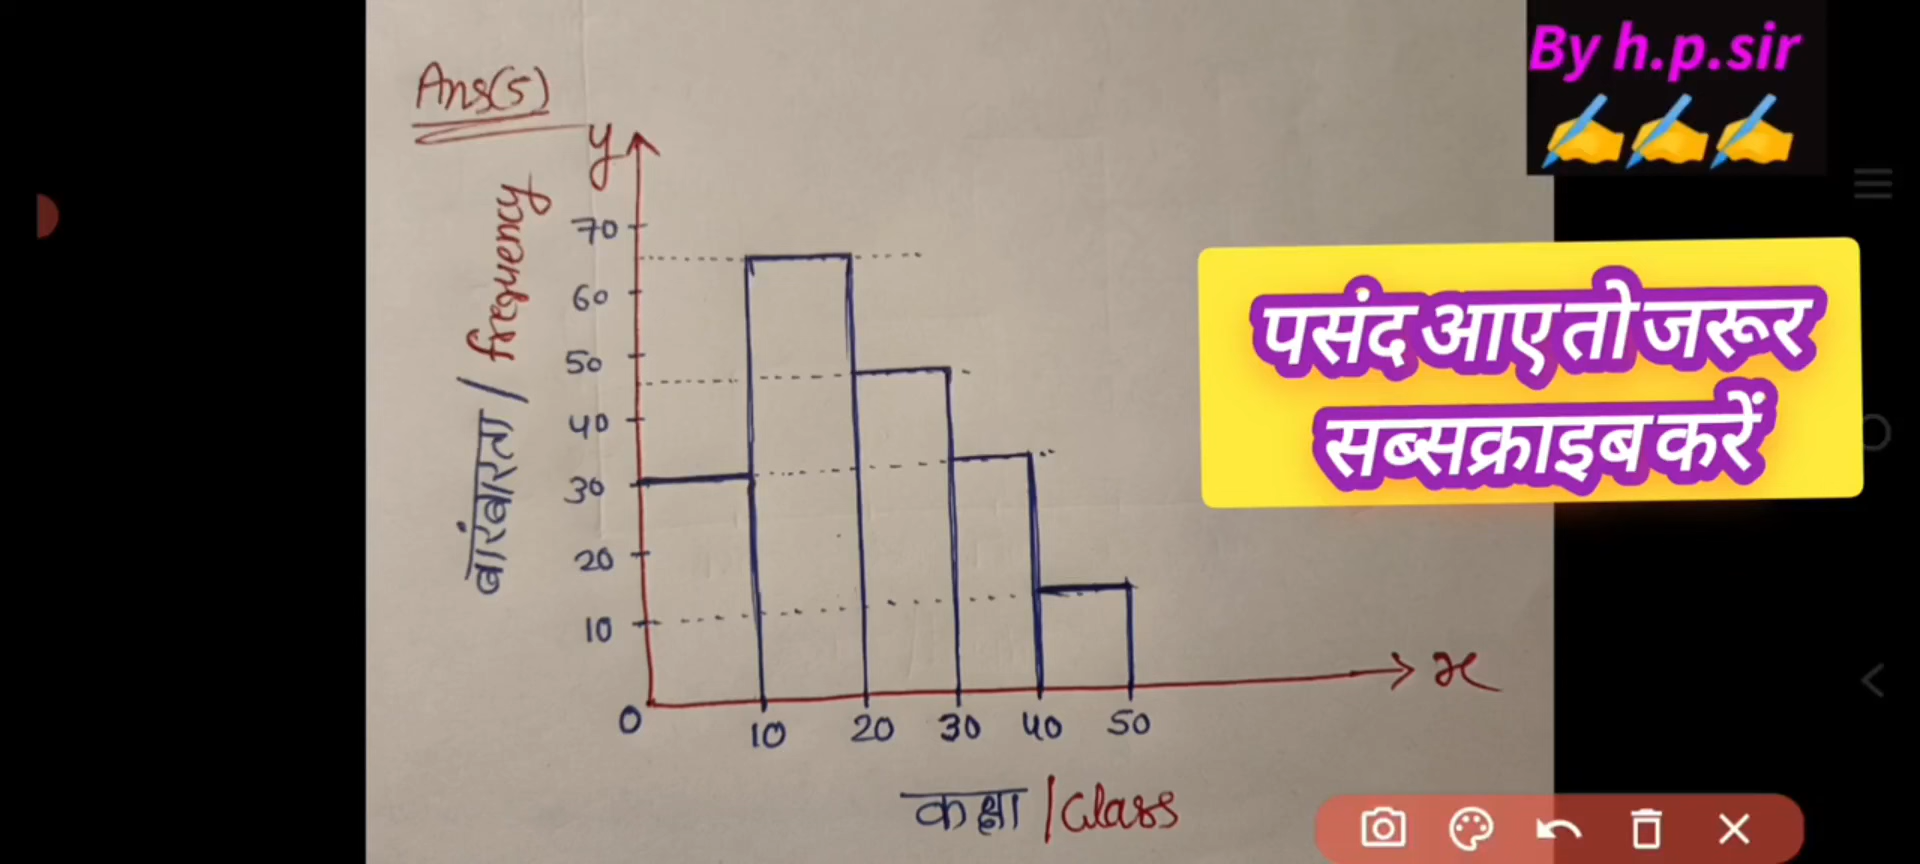 By h.p.sir
✍✍✍
Ans(5)
y
बारंबारता / frequency
70
60
50
40
30
20
10
0
10 20 30 40 50
x
कक्षा / Class
पसंद आए तो जरूर
सब्सक्राइब करें